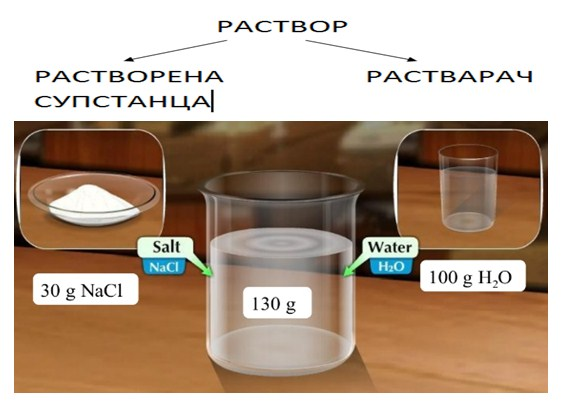 РАСТВОР
РАСТВОРЕНА
СУПСТАНЦА
РАСТВАРАЧ
Salt
NaCl
Water
H₂O
30 g NaCl
130 g
100 g H₂O